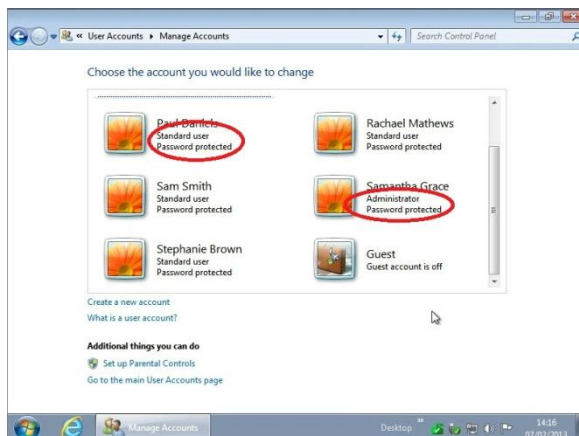 « User Accounts ▸ Manage Accounts
Search Control Panel
Choose the account you would like to change
Paul Daniels
Standard user
Password protected
Rachael Mathews
Standard user
Password protected
Sam Smith
Standard user
Password protected
Samantha Grace
Administrator
Password protected
Stephanie Brown
Standard user
Password protected
Guest
Guest account is off
Create a new account
What is a user account?
Additional things you can do
Set up Parental Controls
Go to the main User Accounts page
Manage Accounts
Desktop »
14:16
07/02/2013